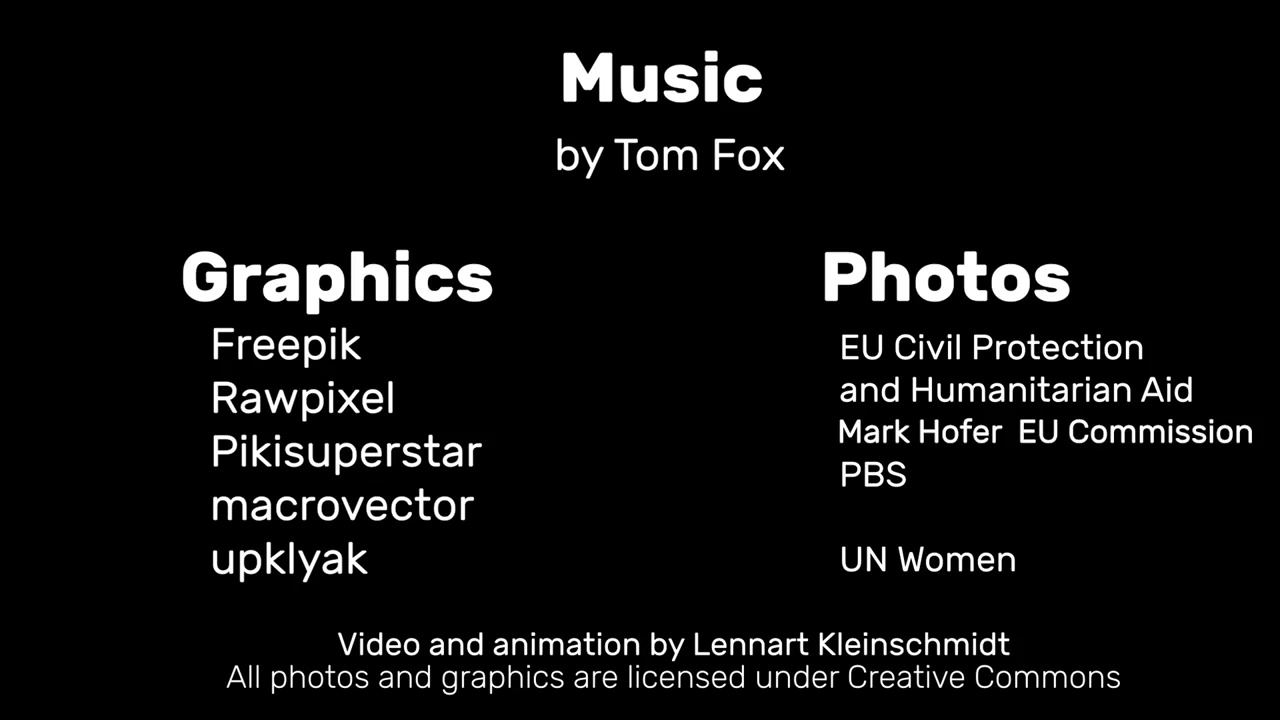 Music
by Tom Fox
Graphics
Freepik
Rawpixel
Pikisuperstar
macrovector
upklyak
Photos
EU Civil Protection
and Humanitarian Aid
Mark Hofer EU Commission
PBS
UN Women
Video and animation by Lennart Kleinschmidt
All photos and graphics are licensed under Creative Commons